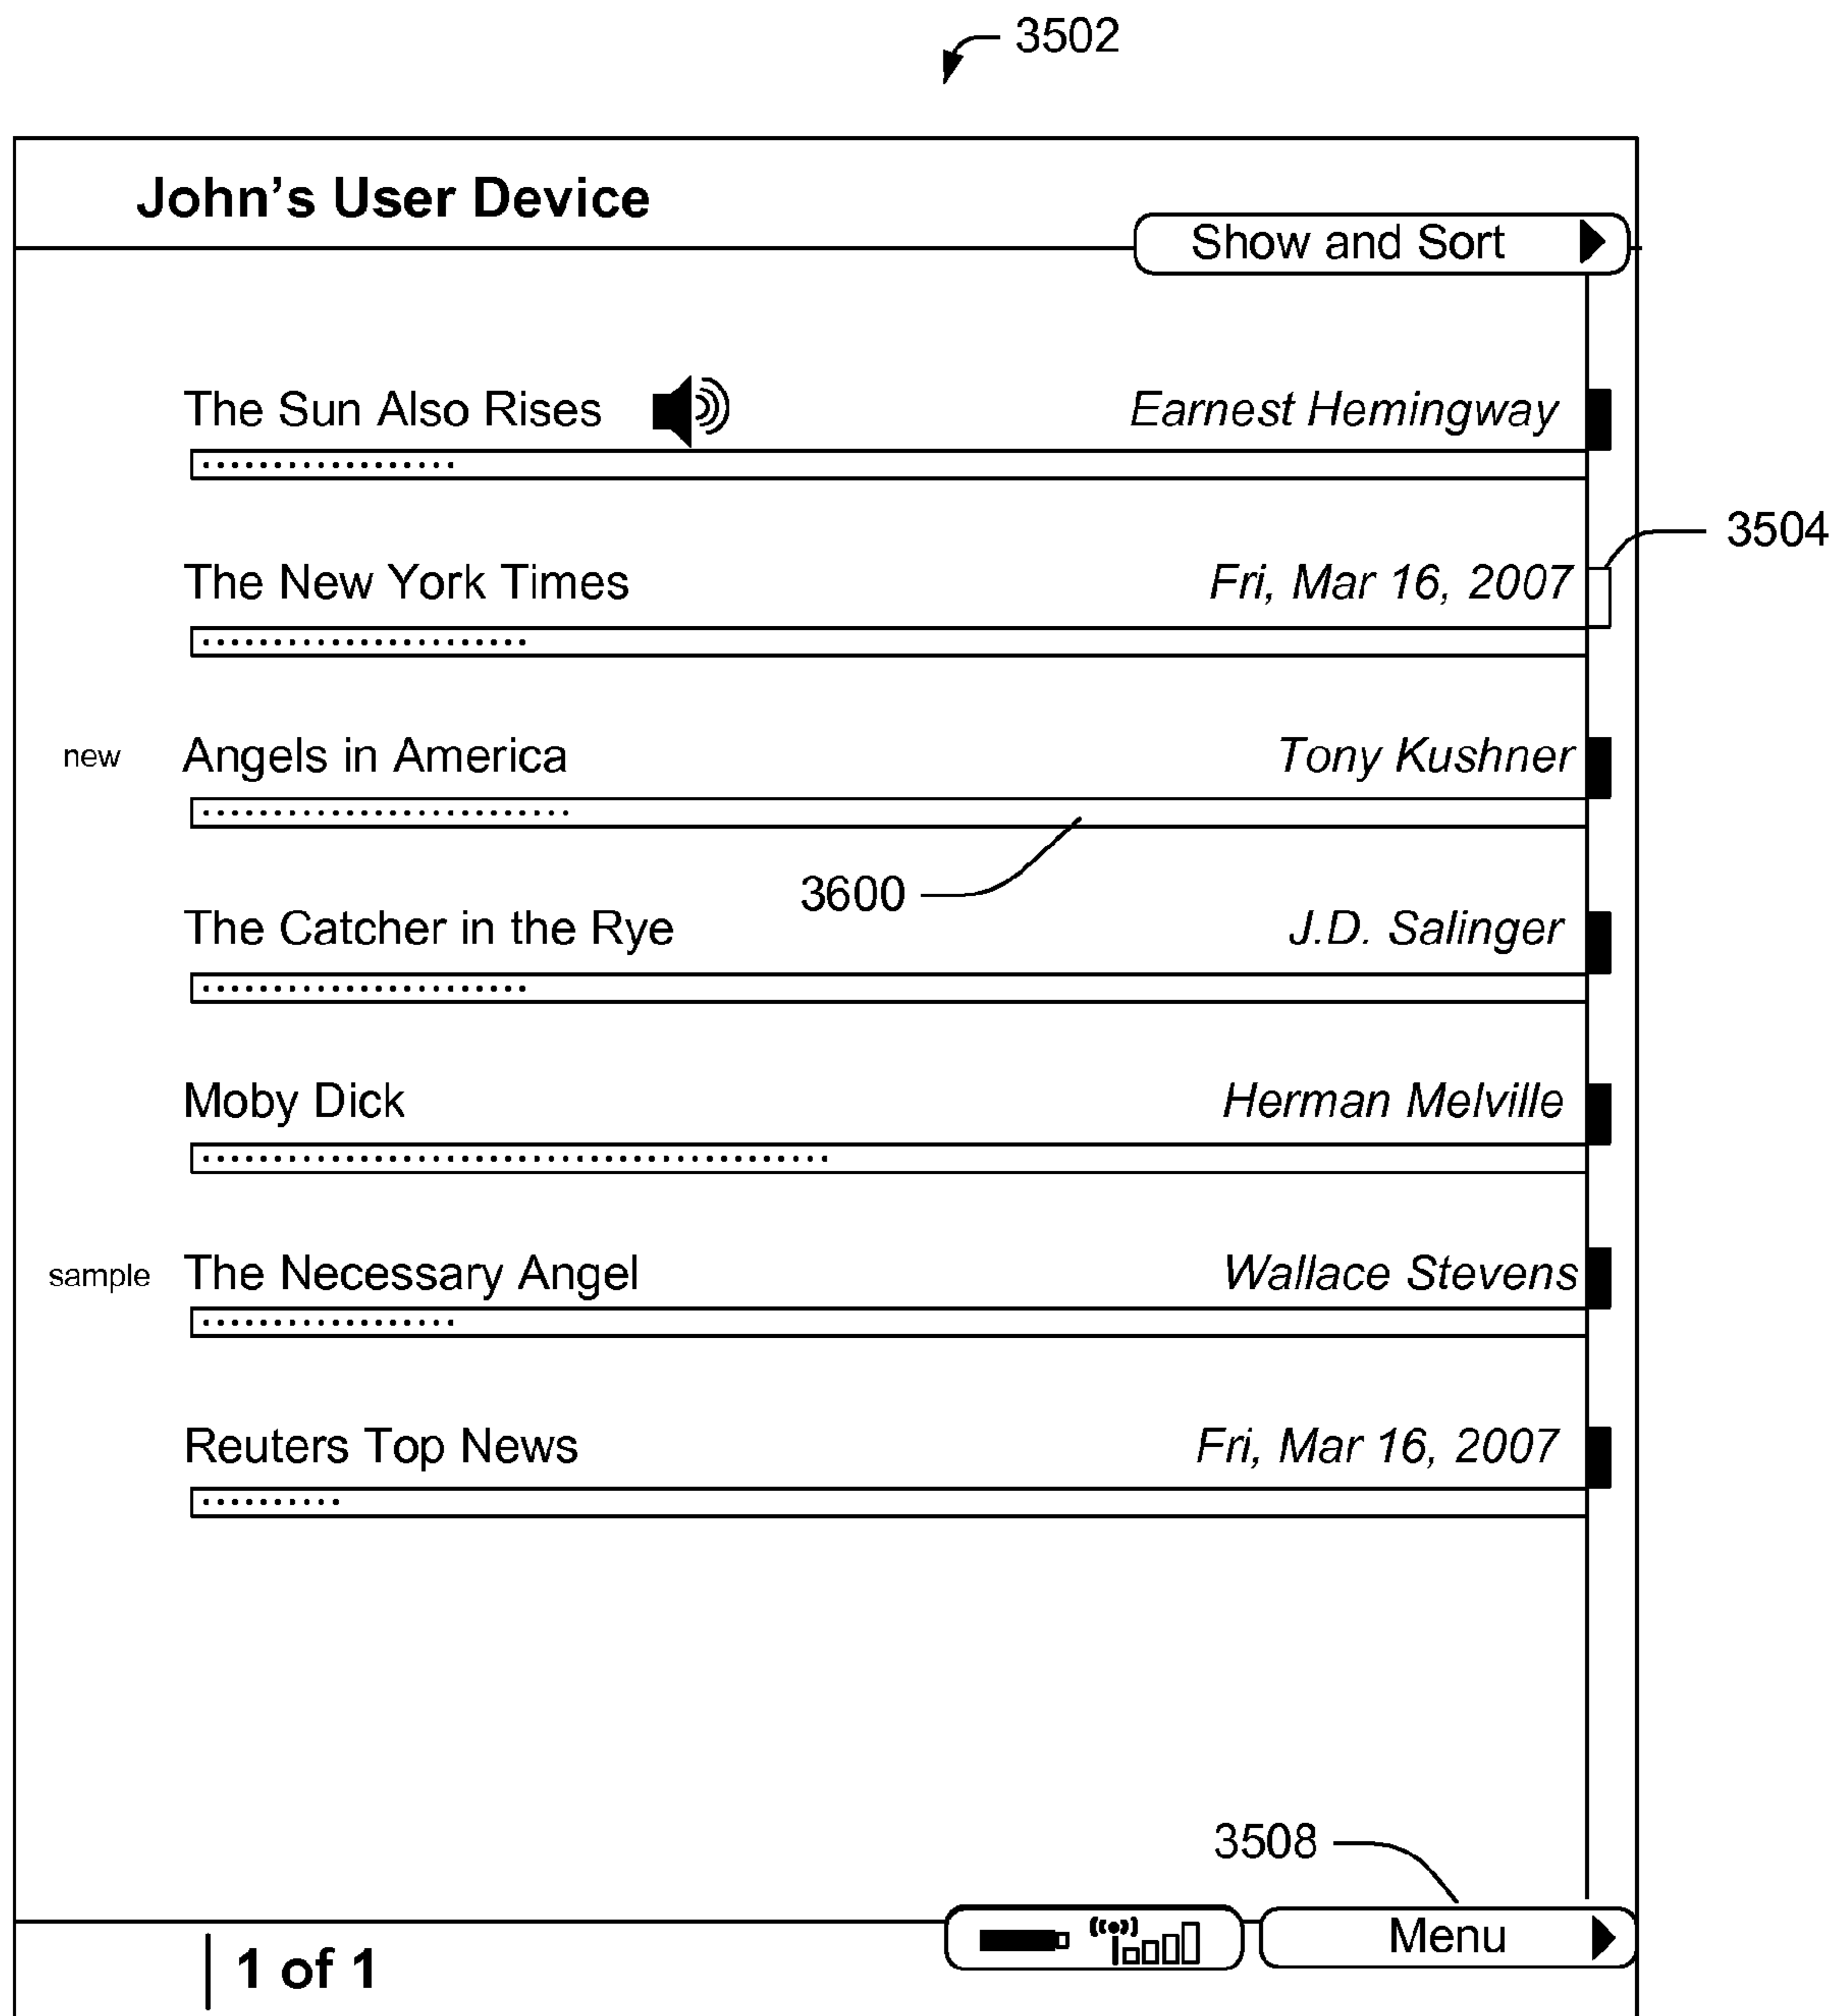 3502
John's User Device
Show and Sort
The Sun Also Rises Earnest Hemingway
3504
The New York Times Fri, Mar 16, 2007
new Angels in America Tony Kushner
3600
The Catcher in the Rye J.D. Salinger
Moby Dick Herman Melville
sample The Necessary Angel Wallace Stevens
Reuters Top News Fri, Mar 16, 2007
3508
Menu
1 of 1